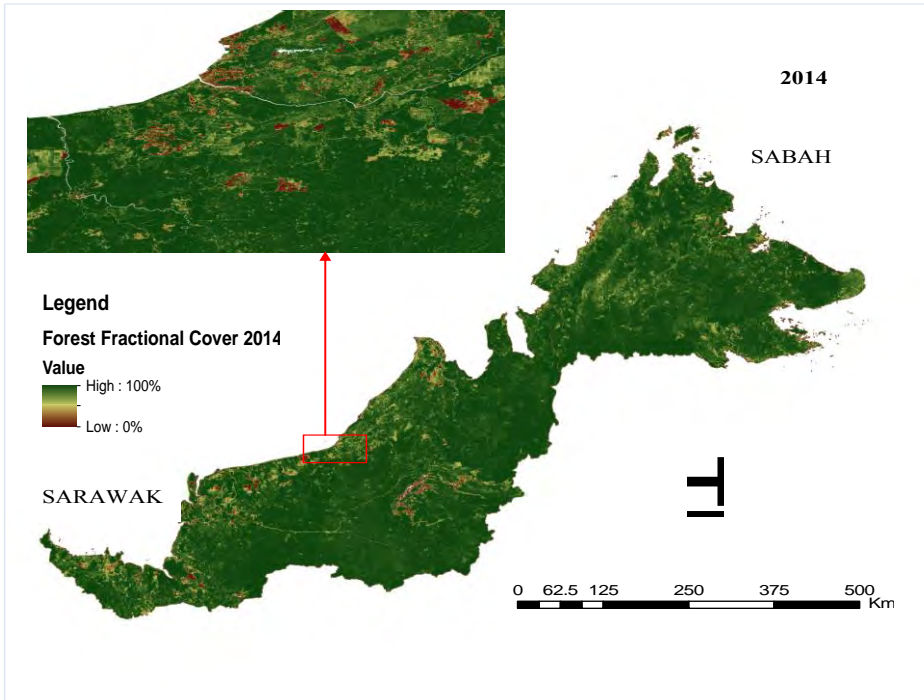 2014
SABAH
Legend
Forest Fractional Cover 2014
Value
High : 100%
Low : 0%
SARAWAK
0 62.5 125 250 375 500
Km